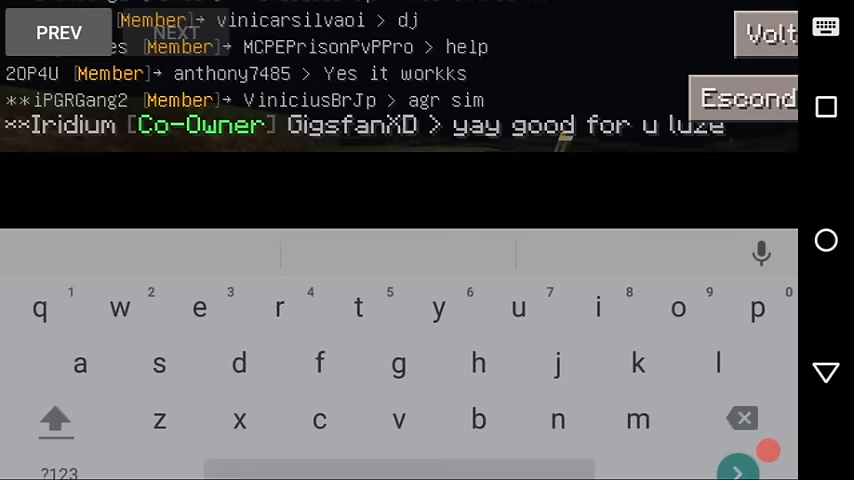 [Member]→ vinicarsilvaoi > dj
PREV
NEXT
es [Member]→ MCPEPrisonPvPPro > help
Volt
20P4U [Member]→ anthony7485 > Yes it workks
**iPGRGang2 [Member]→ ViniciusBrJp > agr sim
Escond
**Iridium [Co-Owner] GigsfanXD > yay good for u luze
q 1 w 2 e 3 r 4 t 5 y 6 u 7 i 8 o 9 p 0
a s d f g h j k l
z x c v b n m
?123